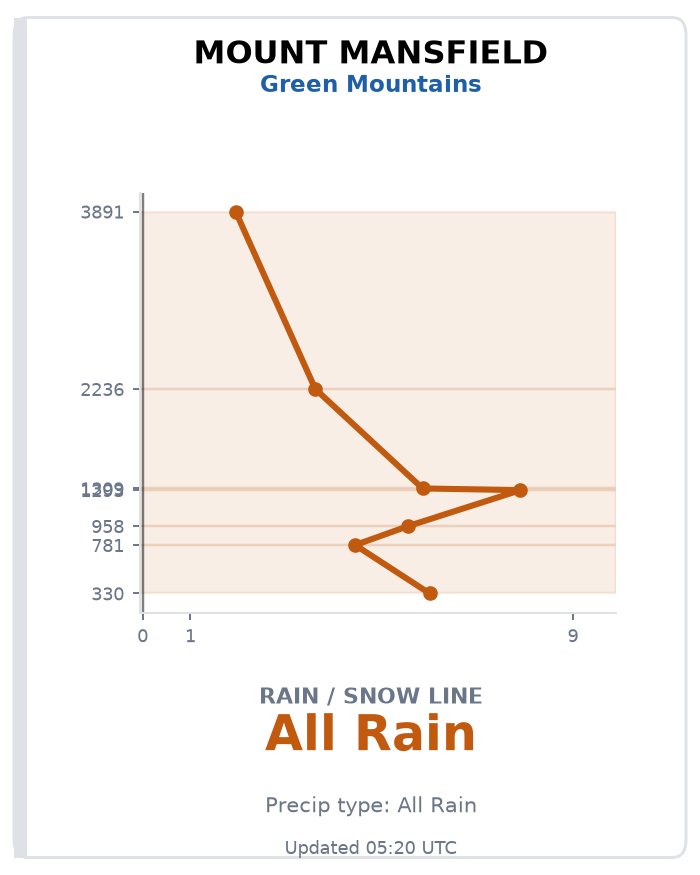 MOUNT MANSFIELD
Green Mountains
3891
2236
958
781
330
0 1 9
RAIN / SNOW LINE
All Rain
Precip type: All Rain
Updated 05:20 UTC